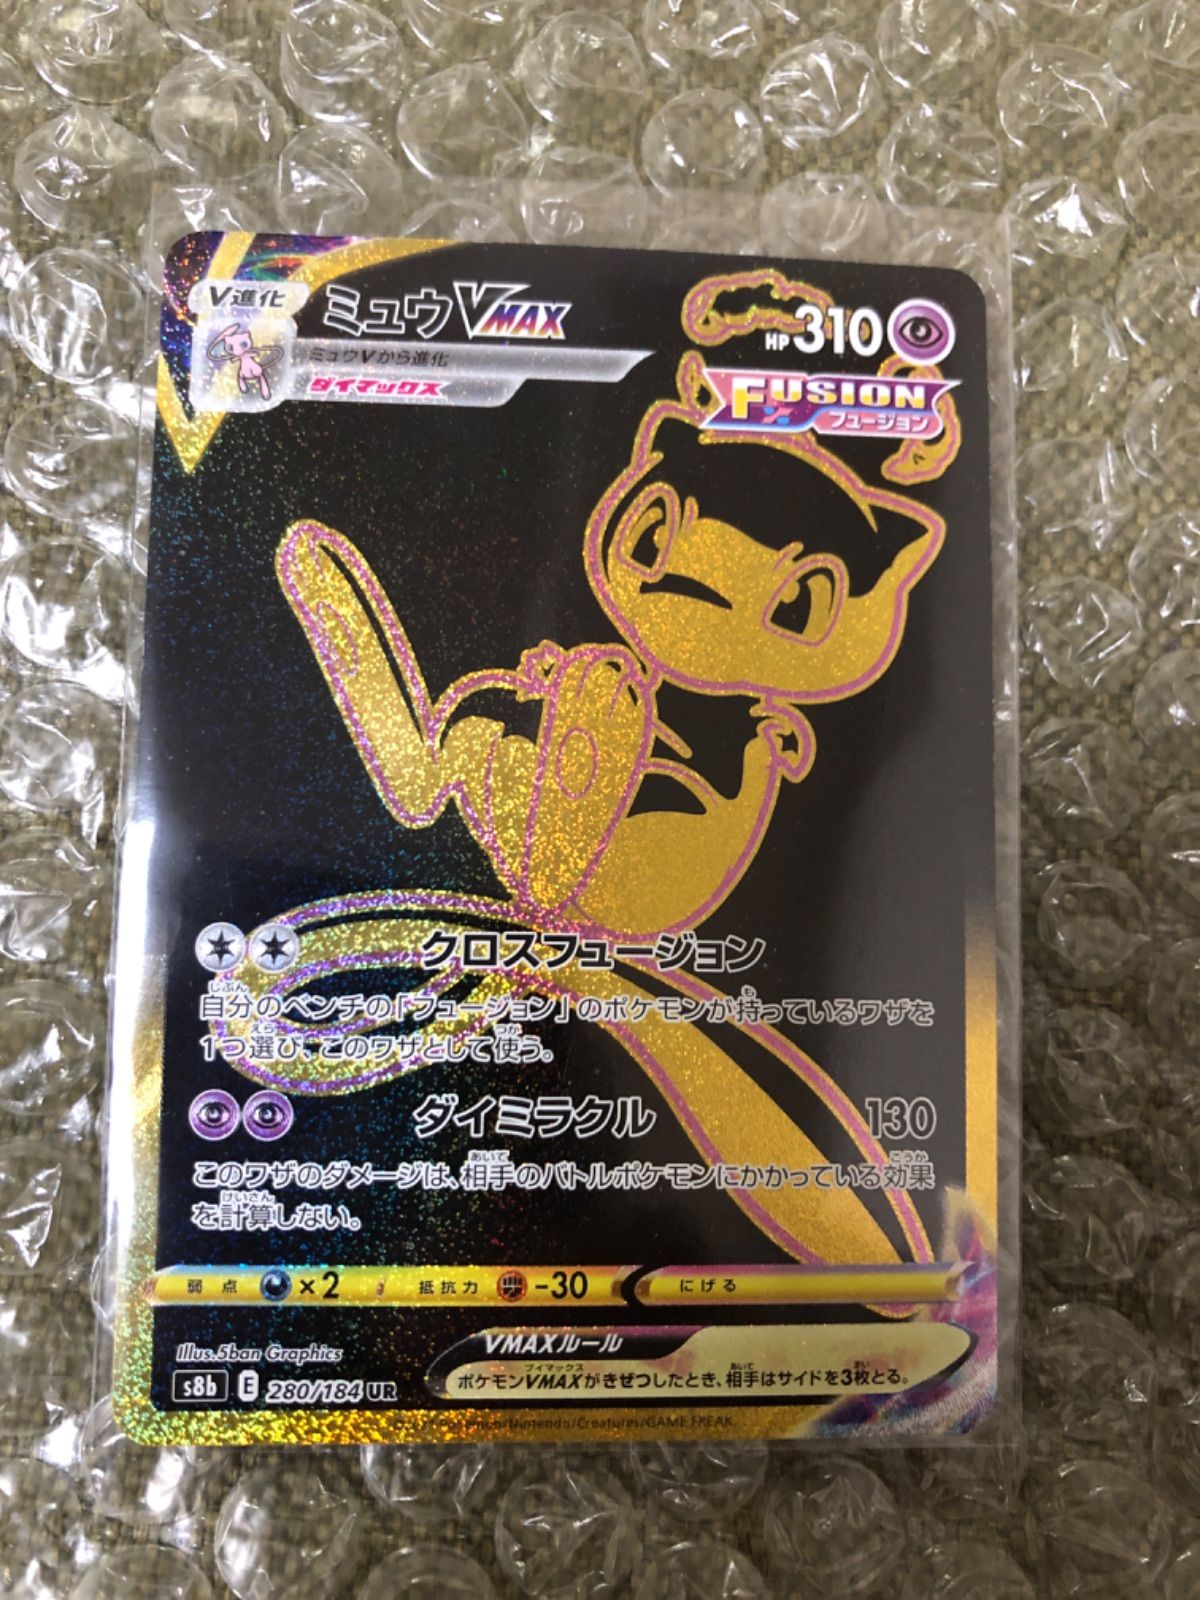 V進化
ミュウVMAX
HP310
ミュウVから進化
ダイマックス
FUSION
フュージョン
クロスフュージョン
自分のベンチの「フュージョン」のポケモンが持っているワザを
1つ選び、このワザとして使う。
ダイミラクル 130
このワザのダメージは、相手のバトルポケモンにかかっている効果
を計算しない。
弱点 ×2 抵抗力 -30 にげる
VMAXルール
ポケモンVMAXがきぜつしたとき、相手はサイドを3枚とる。
Illus.5ban Graphics
s8b E 280/184 UR
Pokémon/Nintendo/Creatures/GAME FREAK.